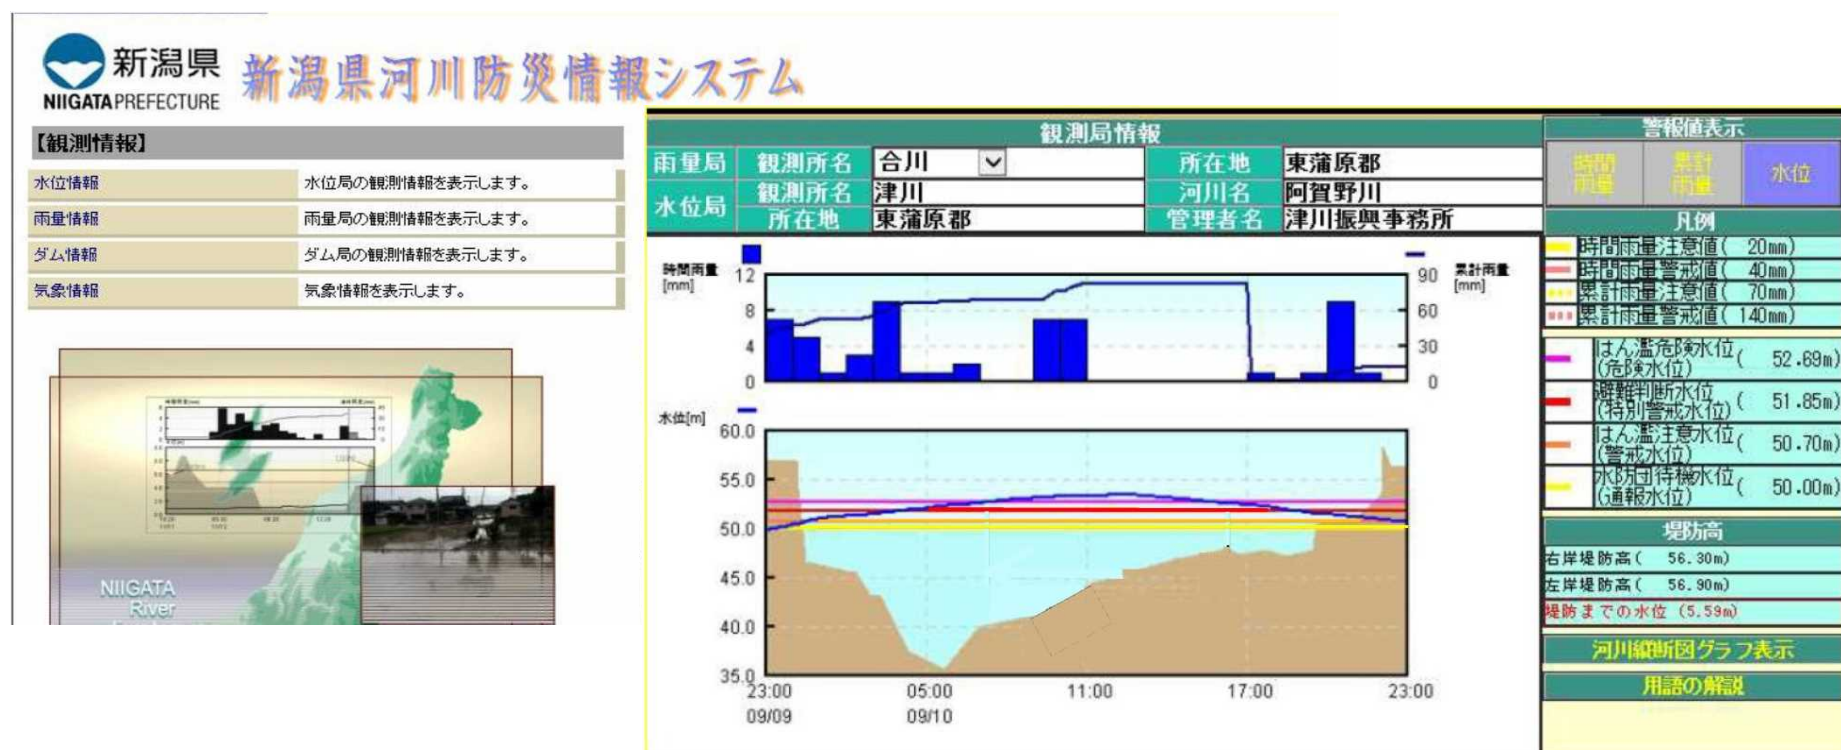 新潟県
NIIGATA PREFECTURE
新潟県河川防災情報システム
【観測情報】
水位情報 水位局の観測情報を表示します。
雨量情報 雨量局の観測情報を表示します。
ダム情報 ダム局の観測情報を表示します。
気象情報 気象情報を表示します。
NIIGATA
River
観測局情報
雨量局 観測所名 合川 所在地 東蒲原郡
水位局 観測所名 津川 河川名 阿賀野川
所在地 東蒲原郡 管理者名 津川振興事務所
時間雨量
[mm]
12
8
4
0
累計雨量
[mm]
90
60
30
0
水位[m]
60.0
55.0
50.0
45.0
40.0
35.0
23:00 05:00 11:00 17:00 23:00
09/09 09/10
警報値表示
時間雨量 累計雨量 水位
凡例
時間雨量注意値( 20mm)
時間雨量警戒値( 40mm)
累計雨量注意値( 70mm)
累計雨量警戒値( 140mm)
はん濫危険水位
(危険水位) ( 52.69m)
避難判断水位
(特別警戒水位) ( 51.85m)
はん濫注意水位
(警戒水位) ( 50.70m)
水防団待機水位
(通報水位) ( 50.00m)
堤防高
右岸堤防高( 56.30m)
左岸堤防高( 56.90m)
堤防までの水位 (5.59m)
河川縦断図グラフ表示
用語の解説